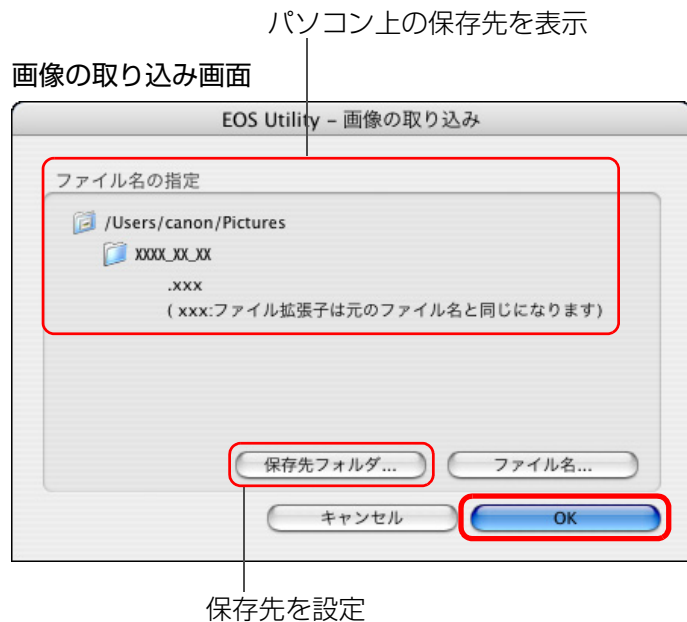 パソコン上の保存先を表示
画像の取り込み画面
EOS Utility – 画像の取り込み
ファイル名の指定
/Users/canon/Pictures
XXXX_XX_XX
.xxx
( xxx:ファイル拡張子は元のファイル名と同じになります)
保存先フォルダ... ファイル名...
キャンセル OK
保存先を設定